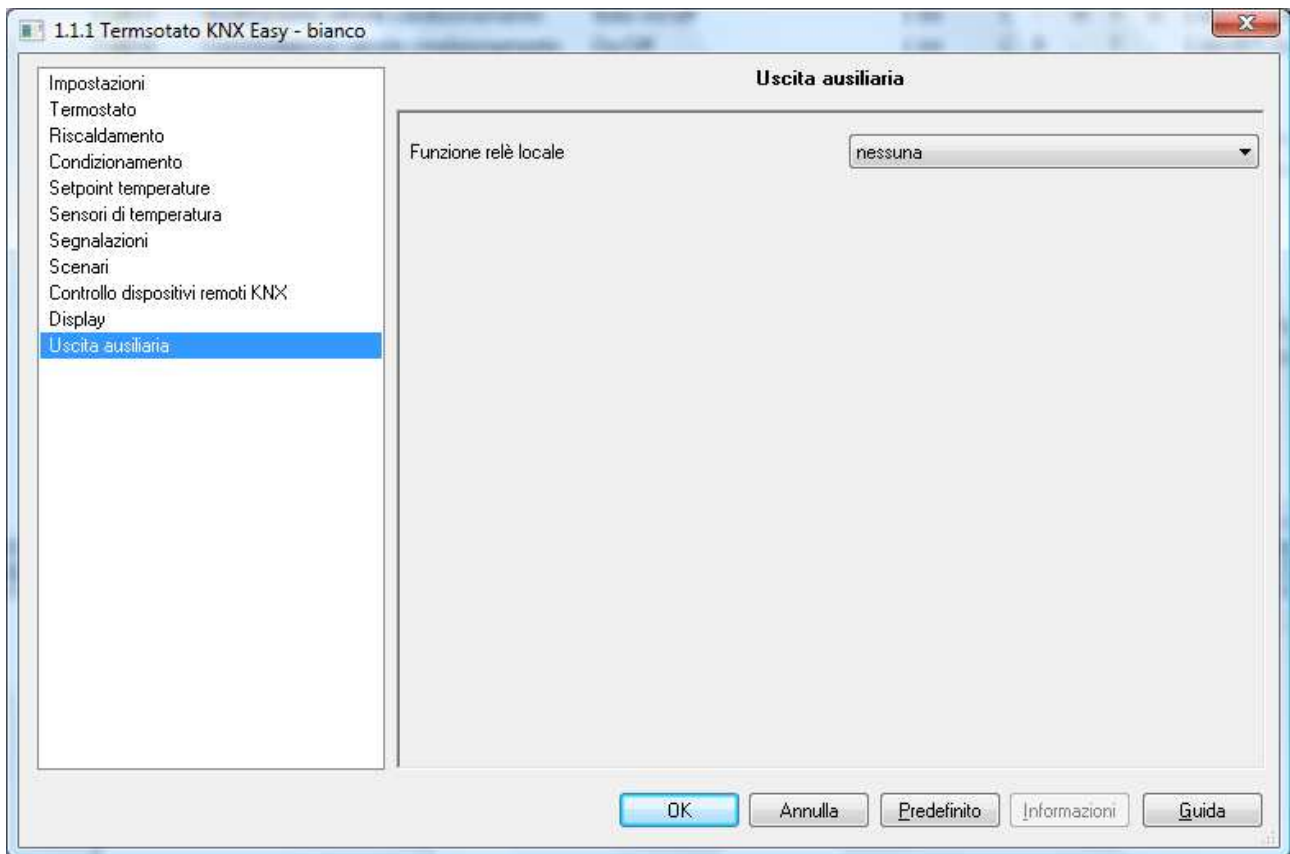 1.1.1 Termsotato KNX Easy - bianco
Impostazioni
Termostato
Riscaldamento
Condizionamento
Setpoint temperature
Sensori di temperatura
Segnalazioni
Scenari
Controllo dispositivi remoti KNX
Display
Uscita ausiliaria
Uscita ausiliaria
Funzione relè locale
nessuna
OK
Annulla
Predefinito
Informazioni
Guida